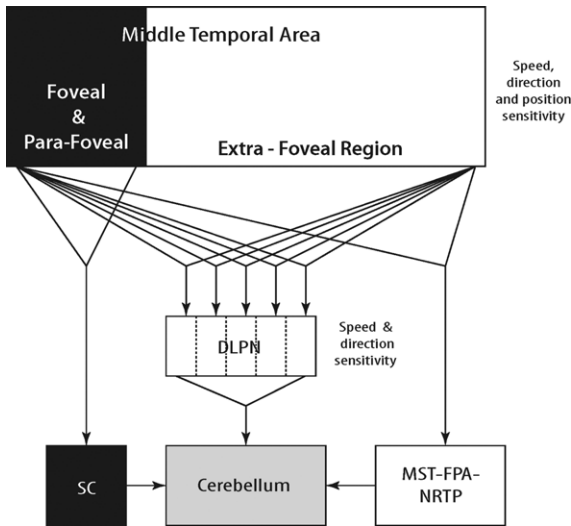 Middle Temporal Area
Speed,
direction
and position
sensitivity
Foveal
&
Para-Foveal
Extra - Foveal Region
DLPN
Speed &
direction
sensitivity
SC
Cerebellum
MST-FPA-
NRTP